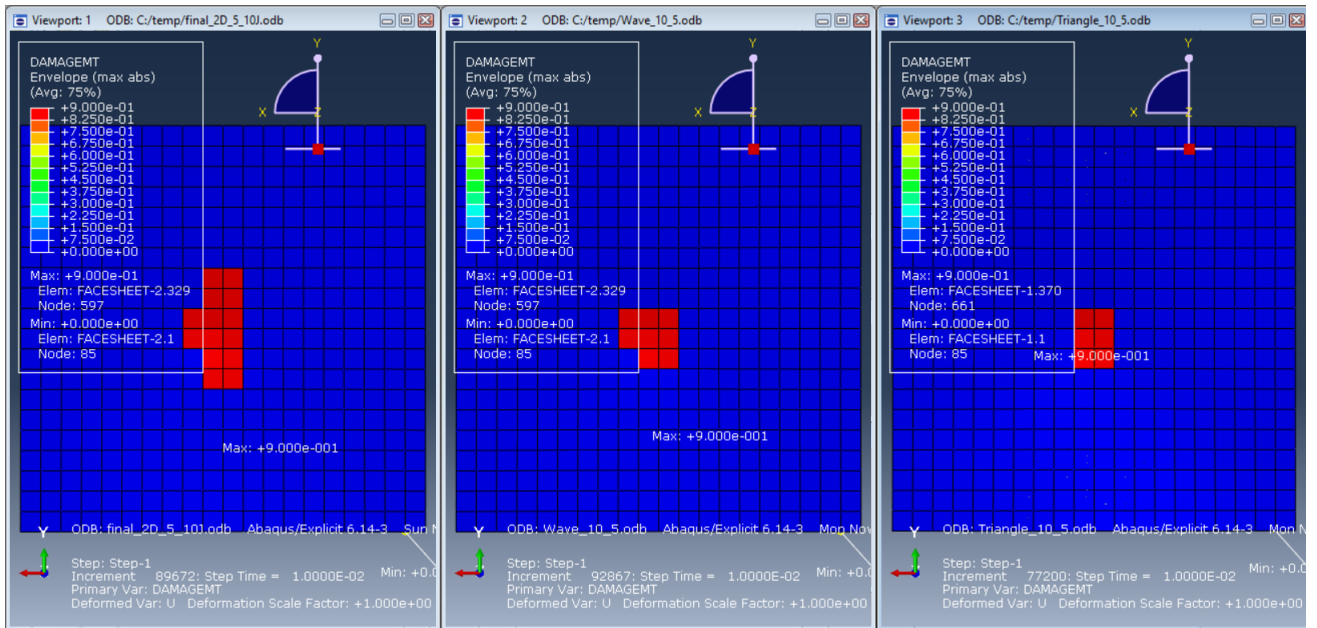 Viewport: 1 ODB: C:/temp/final_2D_5_10J.odb
DAMAGEMT
Envelope (max abs)
(Avg: 75%)
+9.000e-01
+8.250e-01
+7.500e-01
+6.750e-01
+6.000e-01
+5.250e-01
+4.500e-01
+3.750e-01
+3.000e-01
+2.250e-01
+1.500e-01
+7.500e-02
+0.000e+00
Max: +9.000e-01
Elem: FACESHEET-2.329
Node: 597
Min: +0.000e+00
Elem: FACESHEET-2.1
Node: 85
Y
X
Z
Max: +9.000e-001
Y
ODB: final_2D_5_10J.odb Abaqus/Explicit 6.14-3 Sun N
Step: Step-1
Increment 89672: Step Time = 1.0000E-02
Min: +0.0
Primary Var: DAMAGEMT
Deformed Var: U Deformation Scale Factor: +1.000e+00
Viewport: 2 ODB: C:/temp/Wave_10_5.odb
DAMAGEMT
Envelope (max abs)
(Avg: 75%)
+9.000e-01
+8.250e-01
+7.500e-01
+6.750e-01
+6.000e-01
+5.250e-01
+4.500e-01
+3.750e-01
+3.000e-01
+2.250e-01
+1.500e-01
+7.500e-02
+0.000e+00
Max: +9.000e-01
Elem: FACESHEET-2.329
Node: 597
Min: +0.000e+00
Elem: FACESHEET-2.1
Node: 85
Y
X
Z
Max: +9.000e-001
Y
ODB: Wave_10_5.odb Abaqus/Explicit 6.14-3 Mon Nov
Step: Step-1
Increment 92867: Step Time = 1.0000E-02
Min: +0.0
Primary Var: DAMAGEMT
Deformed Var: U Deformation Scale Factor: +1.000e+00
Viewport: 3 ODB: C:/temp/Triangle_10_5.odb
DAMAGEMT
Envelope (max abs)
(Avg: 75%)
+9.000e-01
+8.250e-01
+7.500e-01
+6.750e-01
+6.000e-01
+5.250e-01
+4.500e-01
+3.750e-01
+3.000e-01
+2.250e-01
+1.500e-01
+7.500e-02
+0.000e+00
Max: +9.000e-01
Elem: FACESHEET-1.370
Node: 661
Min: +0.000e+00
Elem: FACESHEET-1.1
Node: 85
Y
X
Z
Max: +9.000e-001
Y
ODB: Triangle_10_5.odb Abaqus/Explicit 6.14-3 Mon N
Step: Step-1
Increment 77200: Step Time = 1.0000E-02
Min: +0.0
Primary Var: DAMAGEMT
Deformed Var: U Deformation Scale Factor: +1.000e+00